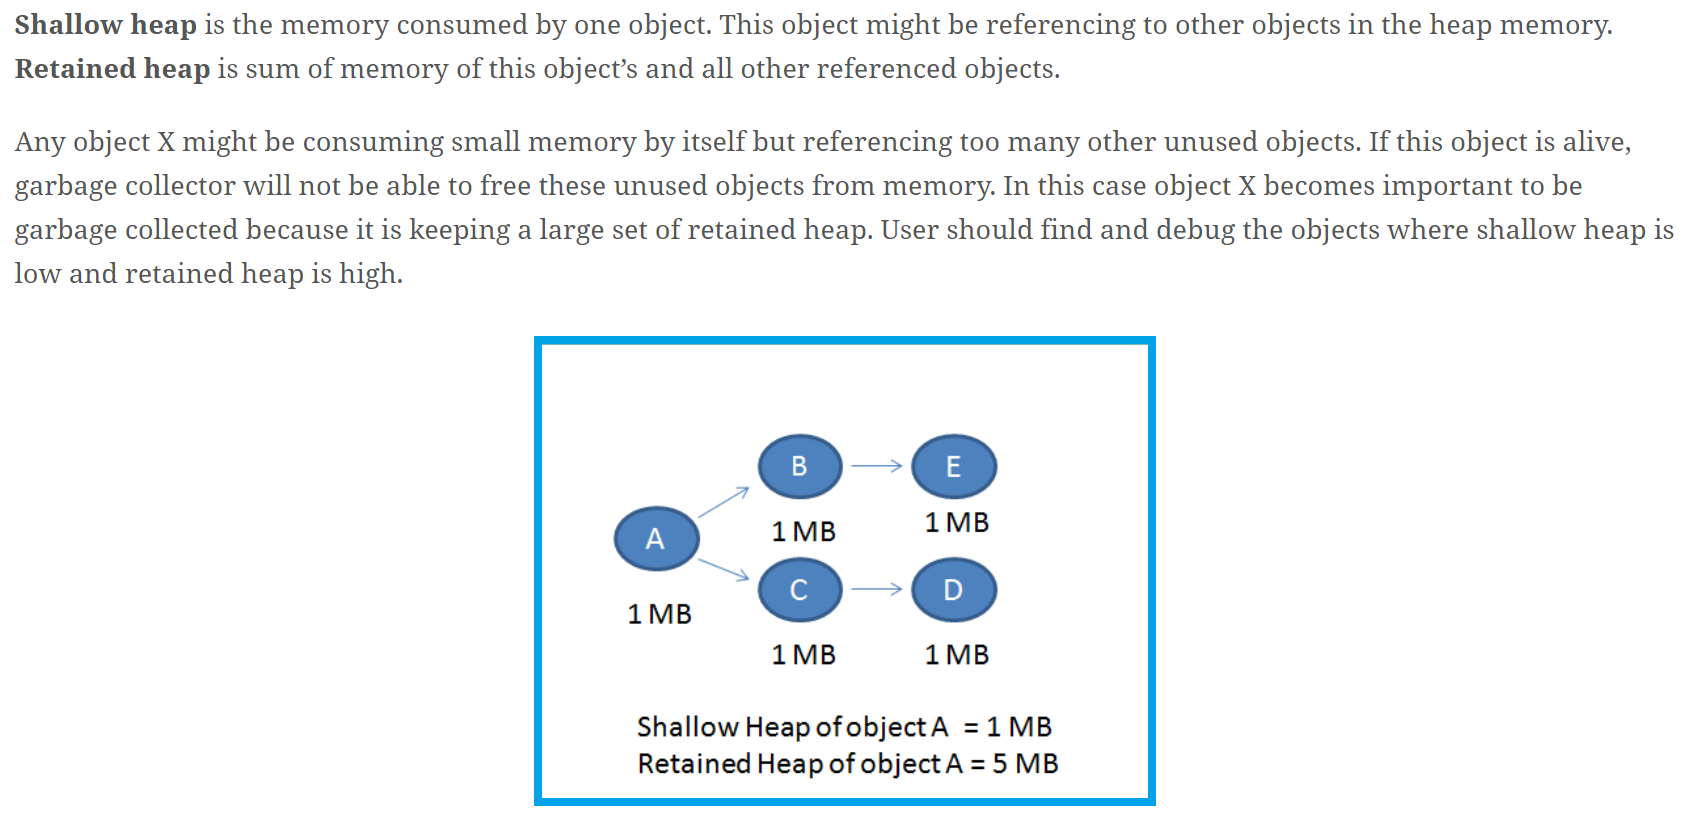 Shallow heap is the memory consumed by one object. This object might be referencing to other objects in the heap memory.
Retained heap is sum of memory of this object’s and all other referenced objects.
Any object X might be consuming small memory by itself but referencing too many other unused objects. If this object is alive,
garbage collector will not be able to free these unused objects from memory. In this case object X becomes important to be
garbage collected because it is keeping a large set of retained heap. User should find and debug the objects where shallow heap is
low and retained heap is high.
B
E
1 MB
1 MB
A
C
D
1 MB
1 MB
1 MB
Shallow Heap of object A = 1 MB
Retained Heap of object A = 5 MB